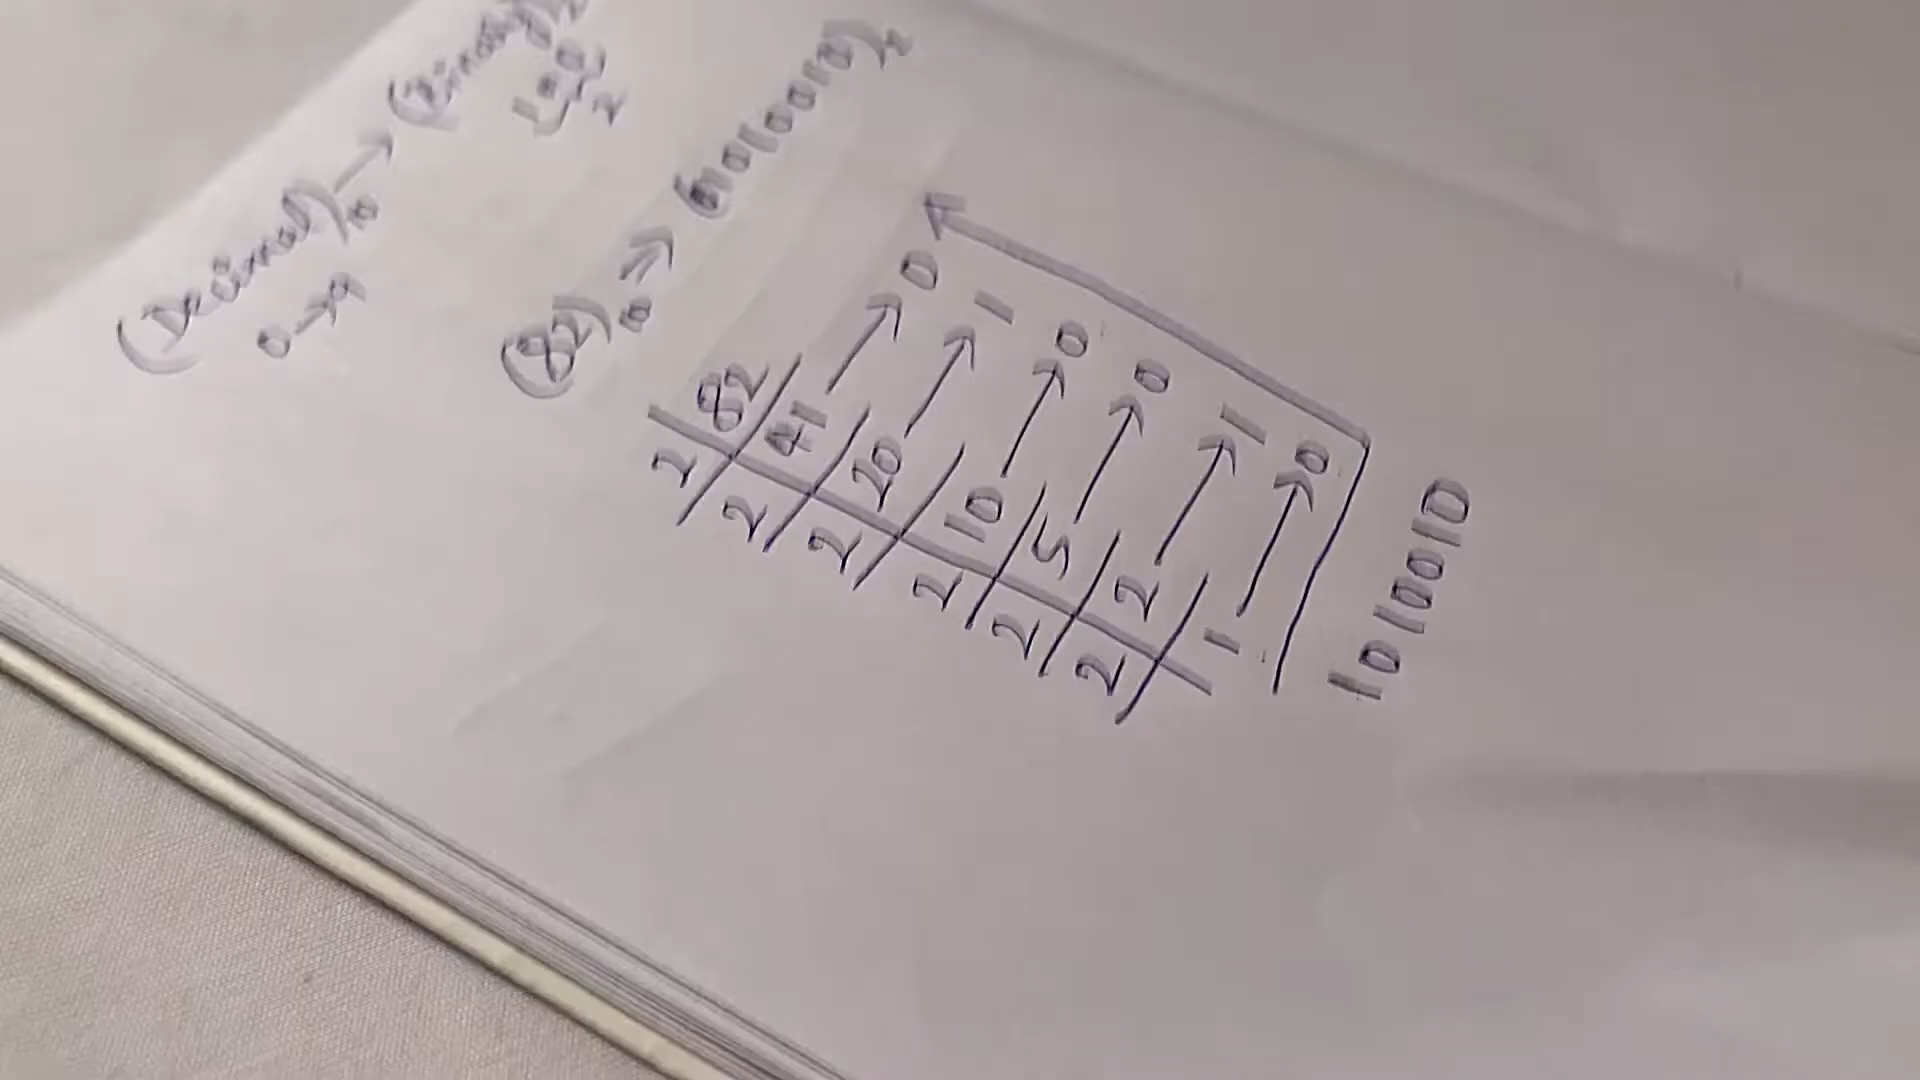 (Decimal)₁₀ → (Binary)₂
0→9
(82)₁₀ → (1010010)₂
2 82
2 41 → 0
2 20 → 1
2 10 → 0
2 5 → 0
2 2 → 1
1 → 0
1010010